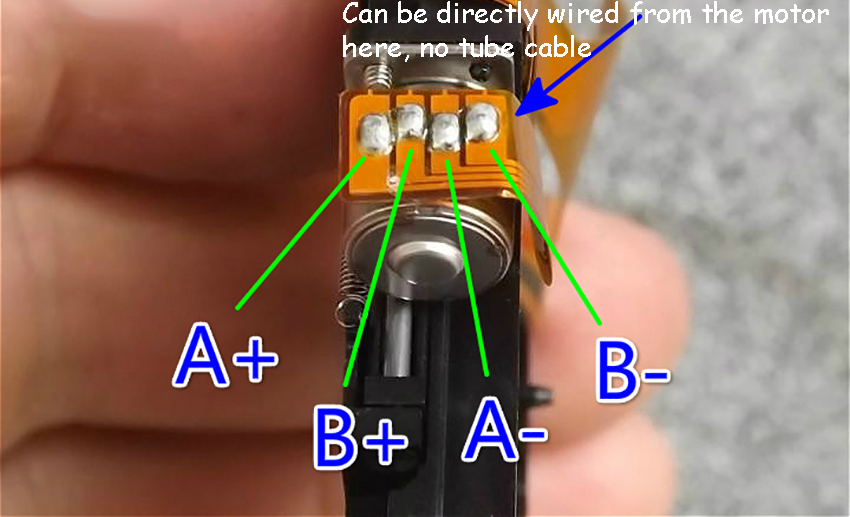 Can be directly wired from the motor
here, no tube cable
A+
B+
A-
B-